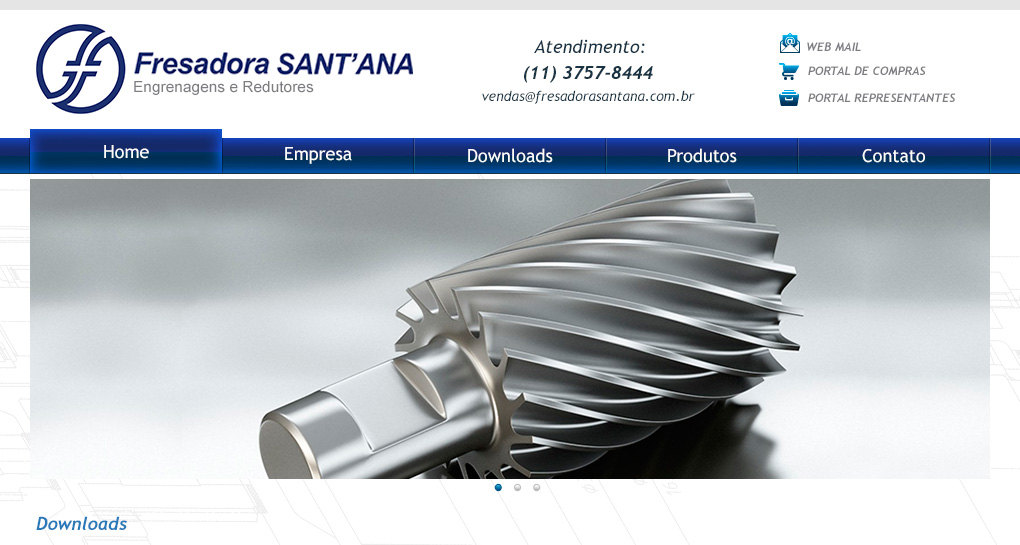 Fresadora SANT'ANA
Engrenagens e Redutores
Atendimento:
(11) 3757-8444
vendas@fresadorasantana.com.br
WEB MAIL
PORTAL DE COMPRAS
PORTAL REPRESENTANTES
Home
Empresa
Downloads
Produtos
Contato
Downloads